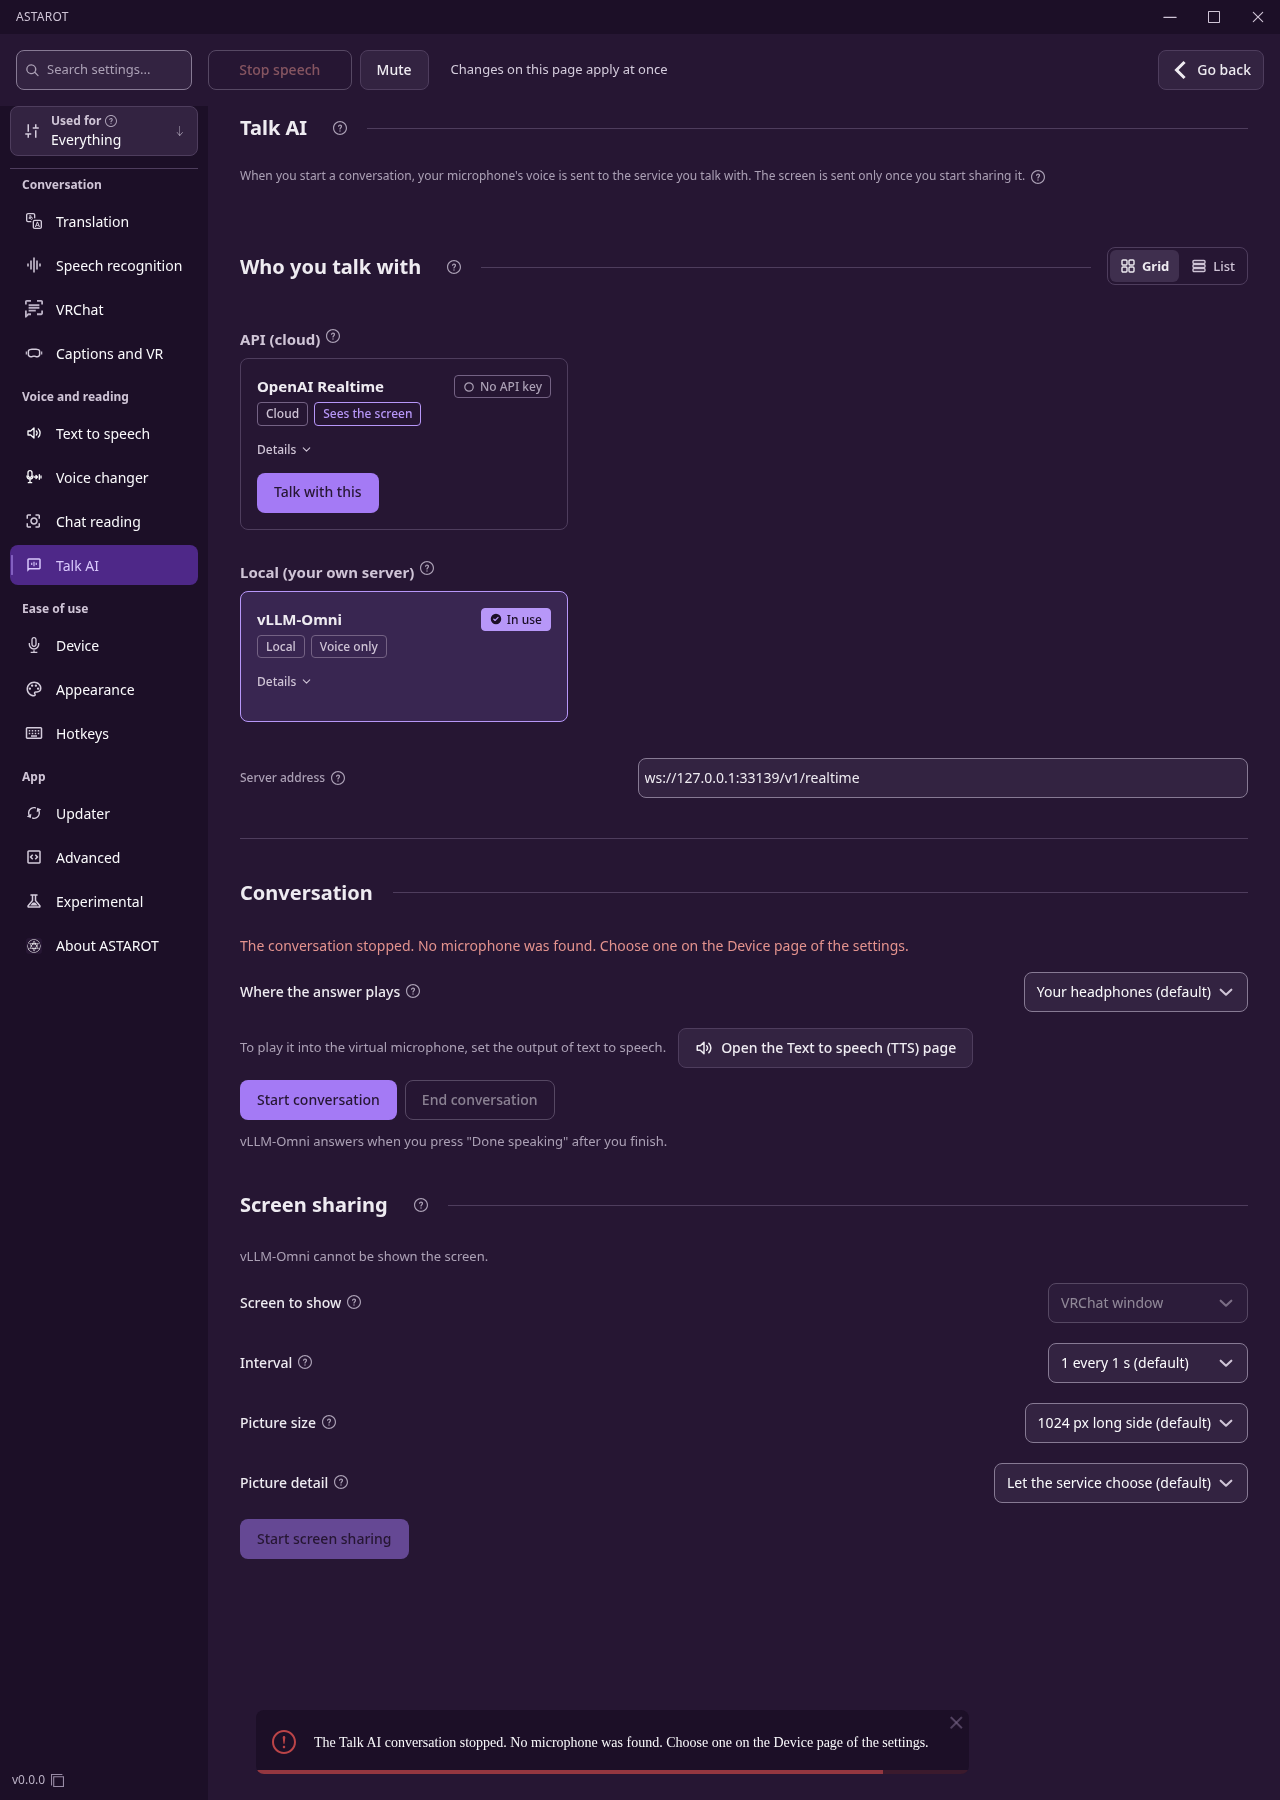 ASTAROT
Search settings...
Stop speech
Mute
Changes on this page apply at once
Go back
Used for
Everything
Conversation
Translation
Speech recognition
VRChat
Captions and VR
Voice and reading
Text to speech
Voice changer
Chat reading
Talk AI
Ease of use
Device
Appearance
Hotkeys
App
Updater
Advanced
Experimental
About ASTAROT
v0.0.0
Talk AI
When you start a conversation, your microphone's voice is sent to the service you talk with. The screen is sent only once you start sharing it.
Who you talk with
Grid
List
API (cloud)
OpenAI Realtime
No API key
Cloud
Sees the screen
Details
Talk with this
Local (your own server)
vLLM-Omni
In use
Local
Voice only
Details
Server address
ws://127.0.0.1:33139/v1/realtime
Conversation
The conversation stopped. No microphone was found. Choose one on the Device page of the settings.
Where the answer plays
Your headphones (default)
To play it into the virtual microphone, set the output of text to speech.
Open the Text to speech (TTS) page
Start conversation
End conversation
vLLM-Omni answers when you press "Done speaking" after you finish.
Screen sharing
vLLM-Omni cannot be shown the screen.
Screen to show
VRChat window
Interval
1 every 1 s (default)
Picture size
1024 px long side (default)
Picture detail
Let the service choose (default)
Start screen sharing
The Talk AI conversation stopped. No microphone was found. Choose one on the Device page of the settings.